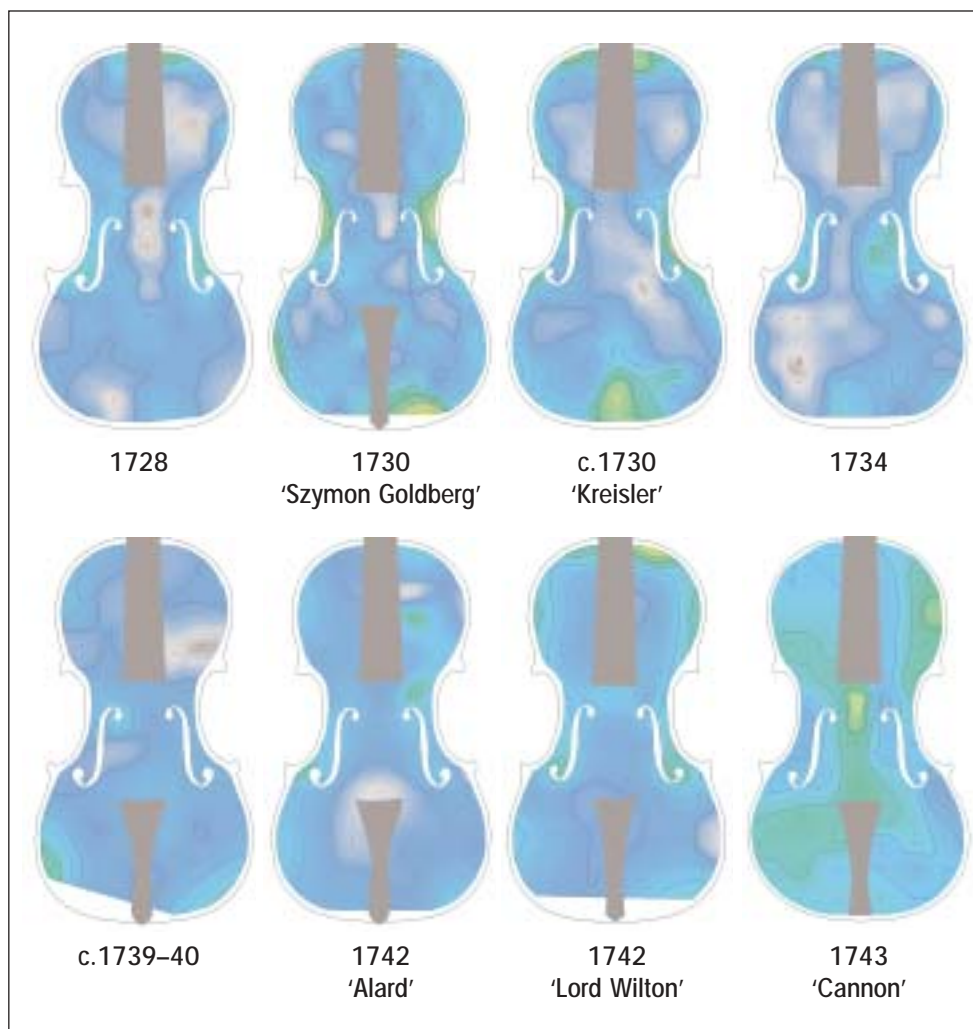 1728
1730
'Szymon Goldberg'
c.1730
'Kreisler'
1734
c.1739–40
1742
'Alard'
1742
'Lord Wilton'
1743
'Cannon'